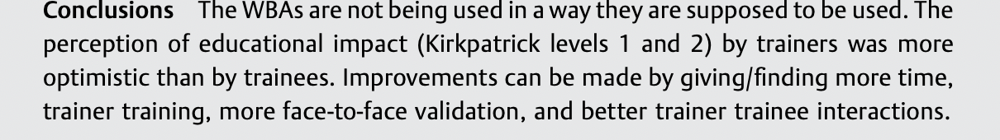 Conclusions The WBAs are not being used in a way they are supposed to be used. The
perception of educational impact (Kirkpatrick levels 1 and 2) by trainers was more
optimistic than by trainees. Improvements can be made by giving/finding more time,
trainer training, more face-to-face validation, and better trainer trainee interactions.